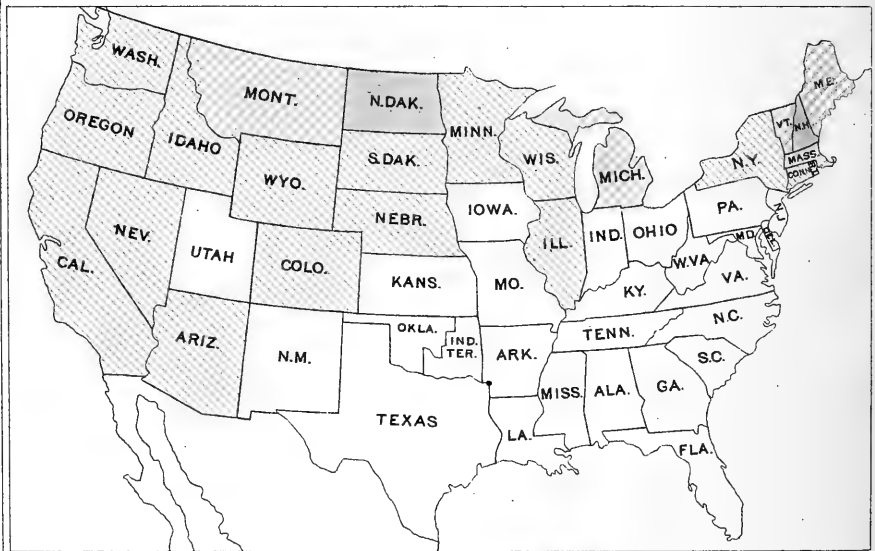 WASH.
MONT.
N.DAK.
MINN.
ME.
OREGON
IDAHO
S.DAK.
WIS.
MICH.
VT.
N.H.
N.Y.
MASS.
CONN.
R.I.
WYO.
NEBR.
IOWA.
PA.
N.J.
NEV.
UTAH
COLO.
KANS.
MO.
ILL.
IND.
OHIO
MD.
DEL.
W.VA.
VA.
KY.
CAL.
ARIZ.
N.M.
OKLA.
IND.
TER.
ARK.
TENN.
N.C.
S.C.
TEXAS
LA.
MISS.
ALA.
GA.
FLA.